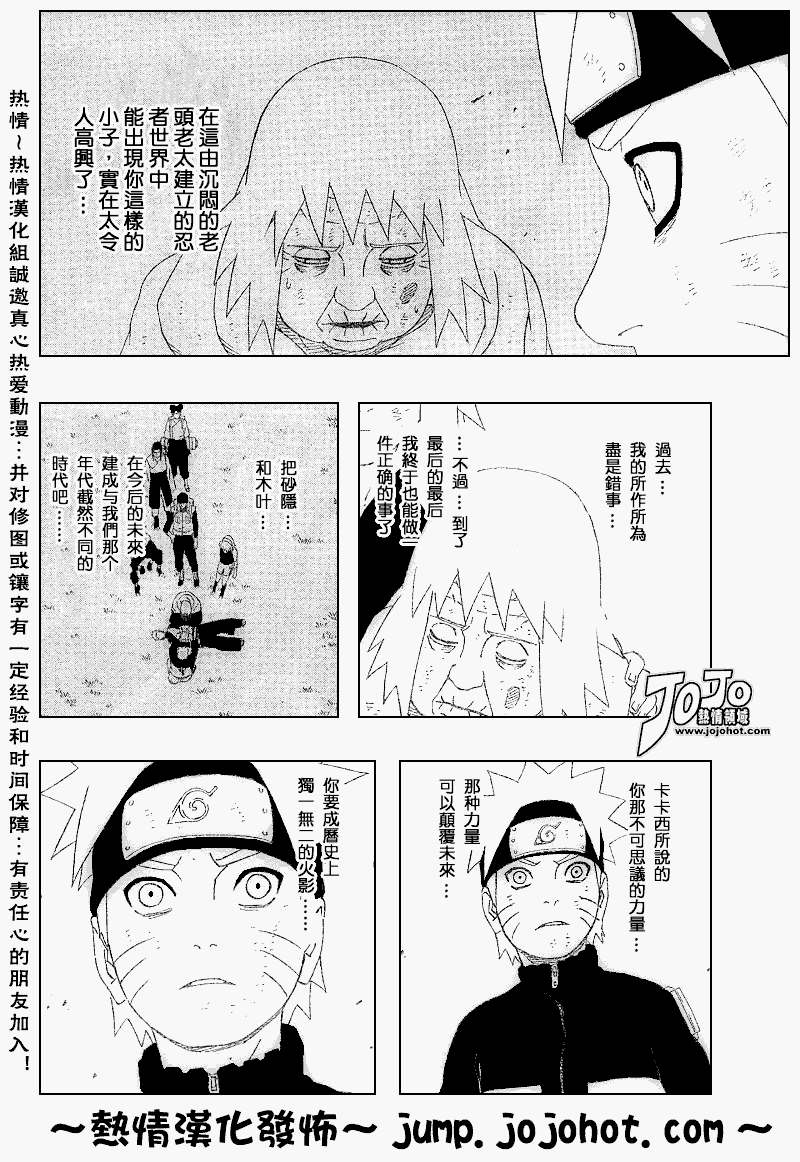 在這由沉悶的老
頭老太建立的忍
者世界中
能出現你這樣的
小子，實在太令
人高興了…
過去…
我的所作所為
盡是錯事…
…不過…到了
最后的最后
我終于也能做一
件正确的事了
把砂隱…
和木叶…
在今后的未來
建成与我們那个
年代截然不同的
時代吧……
JOJO
熱情領域
www.jojohot.com
卡卡西所說的
你那不可思議的力量…
那种力量
可以顛覆未來…
你要成曆史上
獨一無二的火影……
热情～热情漢化組誠邀真心热爱動漫…并对修图或镶字有一定经验和时间保障…有责任心的朋友加入！
～熱情漢化發怖～ jump.jojohot.com ～